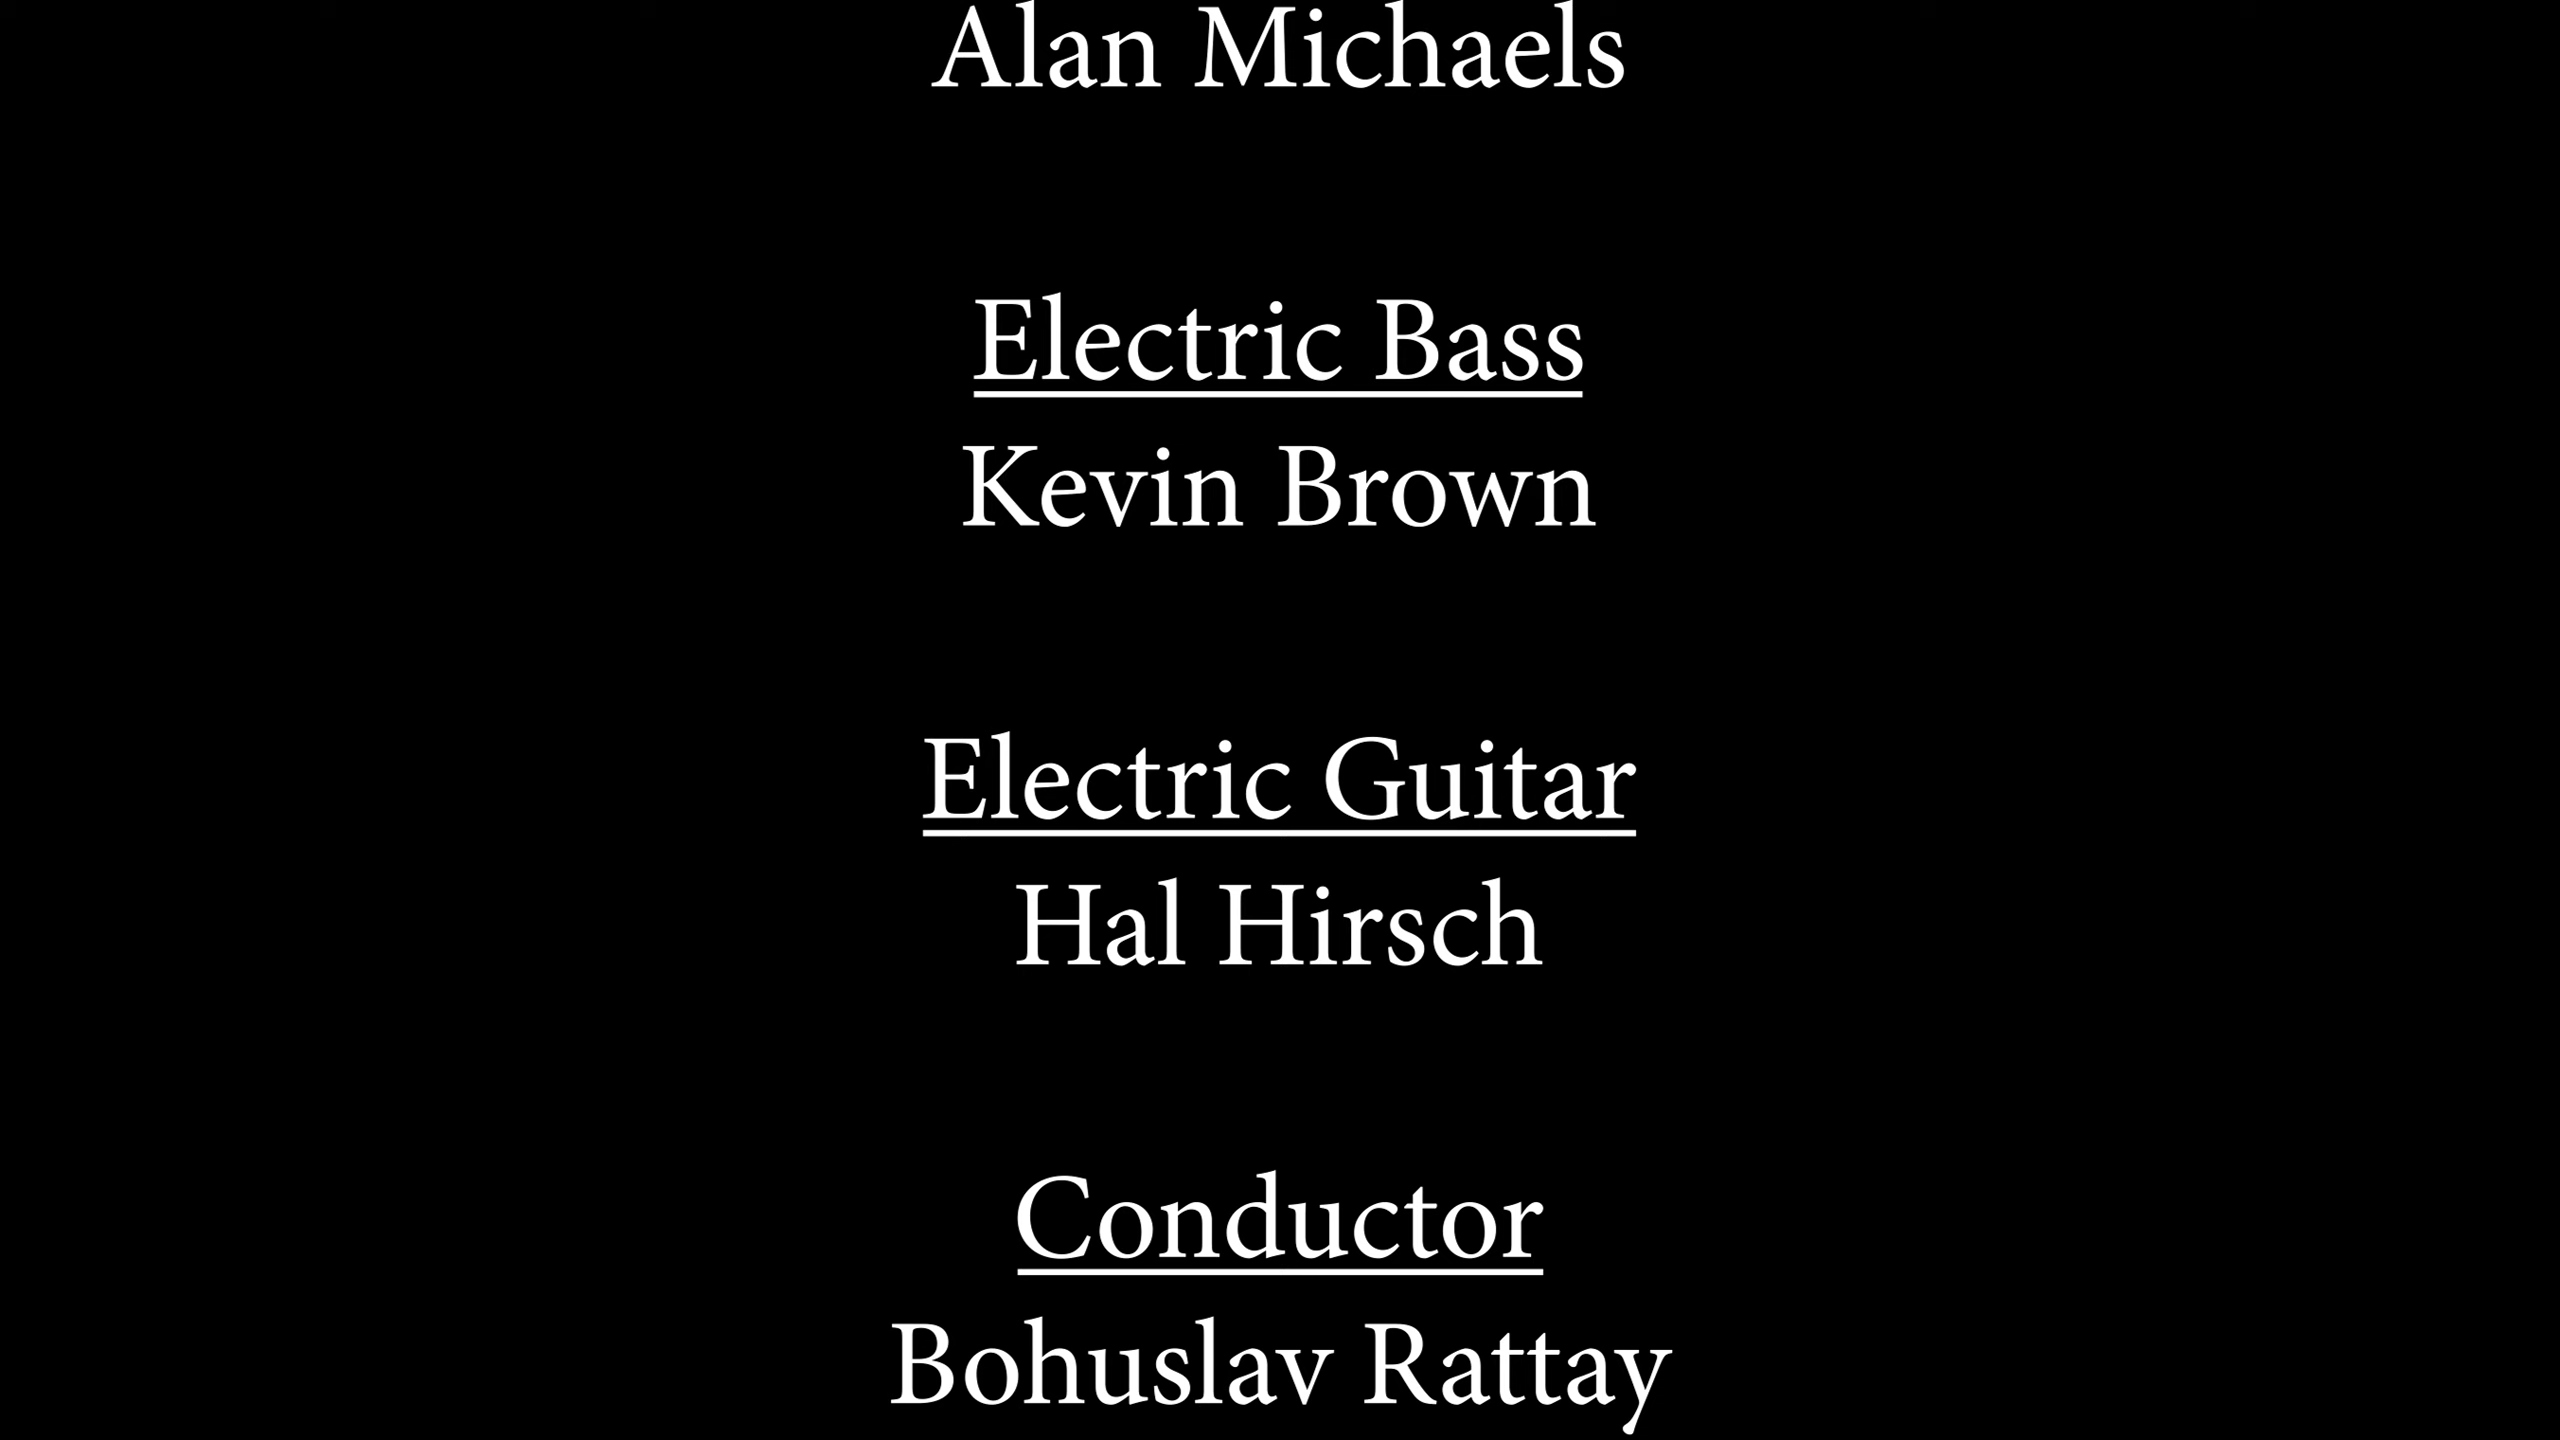 Alan Michaels
Electric Bass
Kevin Brown
Electric Guitar
Hal Hirsch
Conductor
Bohuslav Rattay